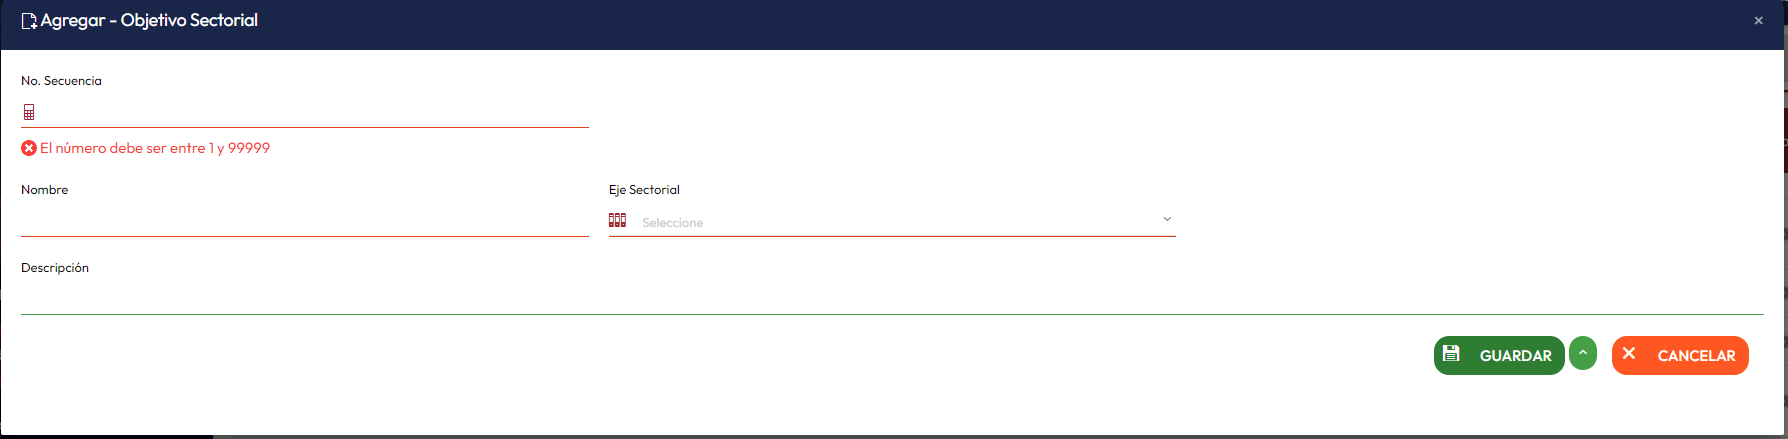 Agregar - Objetivo Sectorial
No. Secuencia
El número debe ser entre 1 y 99999
Nombre
Eje Sectorial
Seleccione
Descripción
GUARDAR
CANCELAR